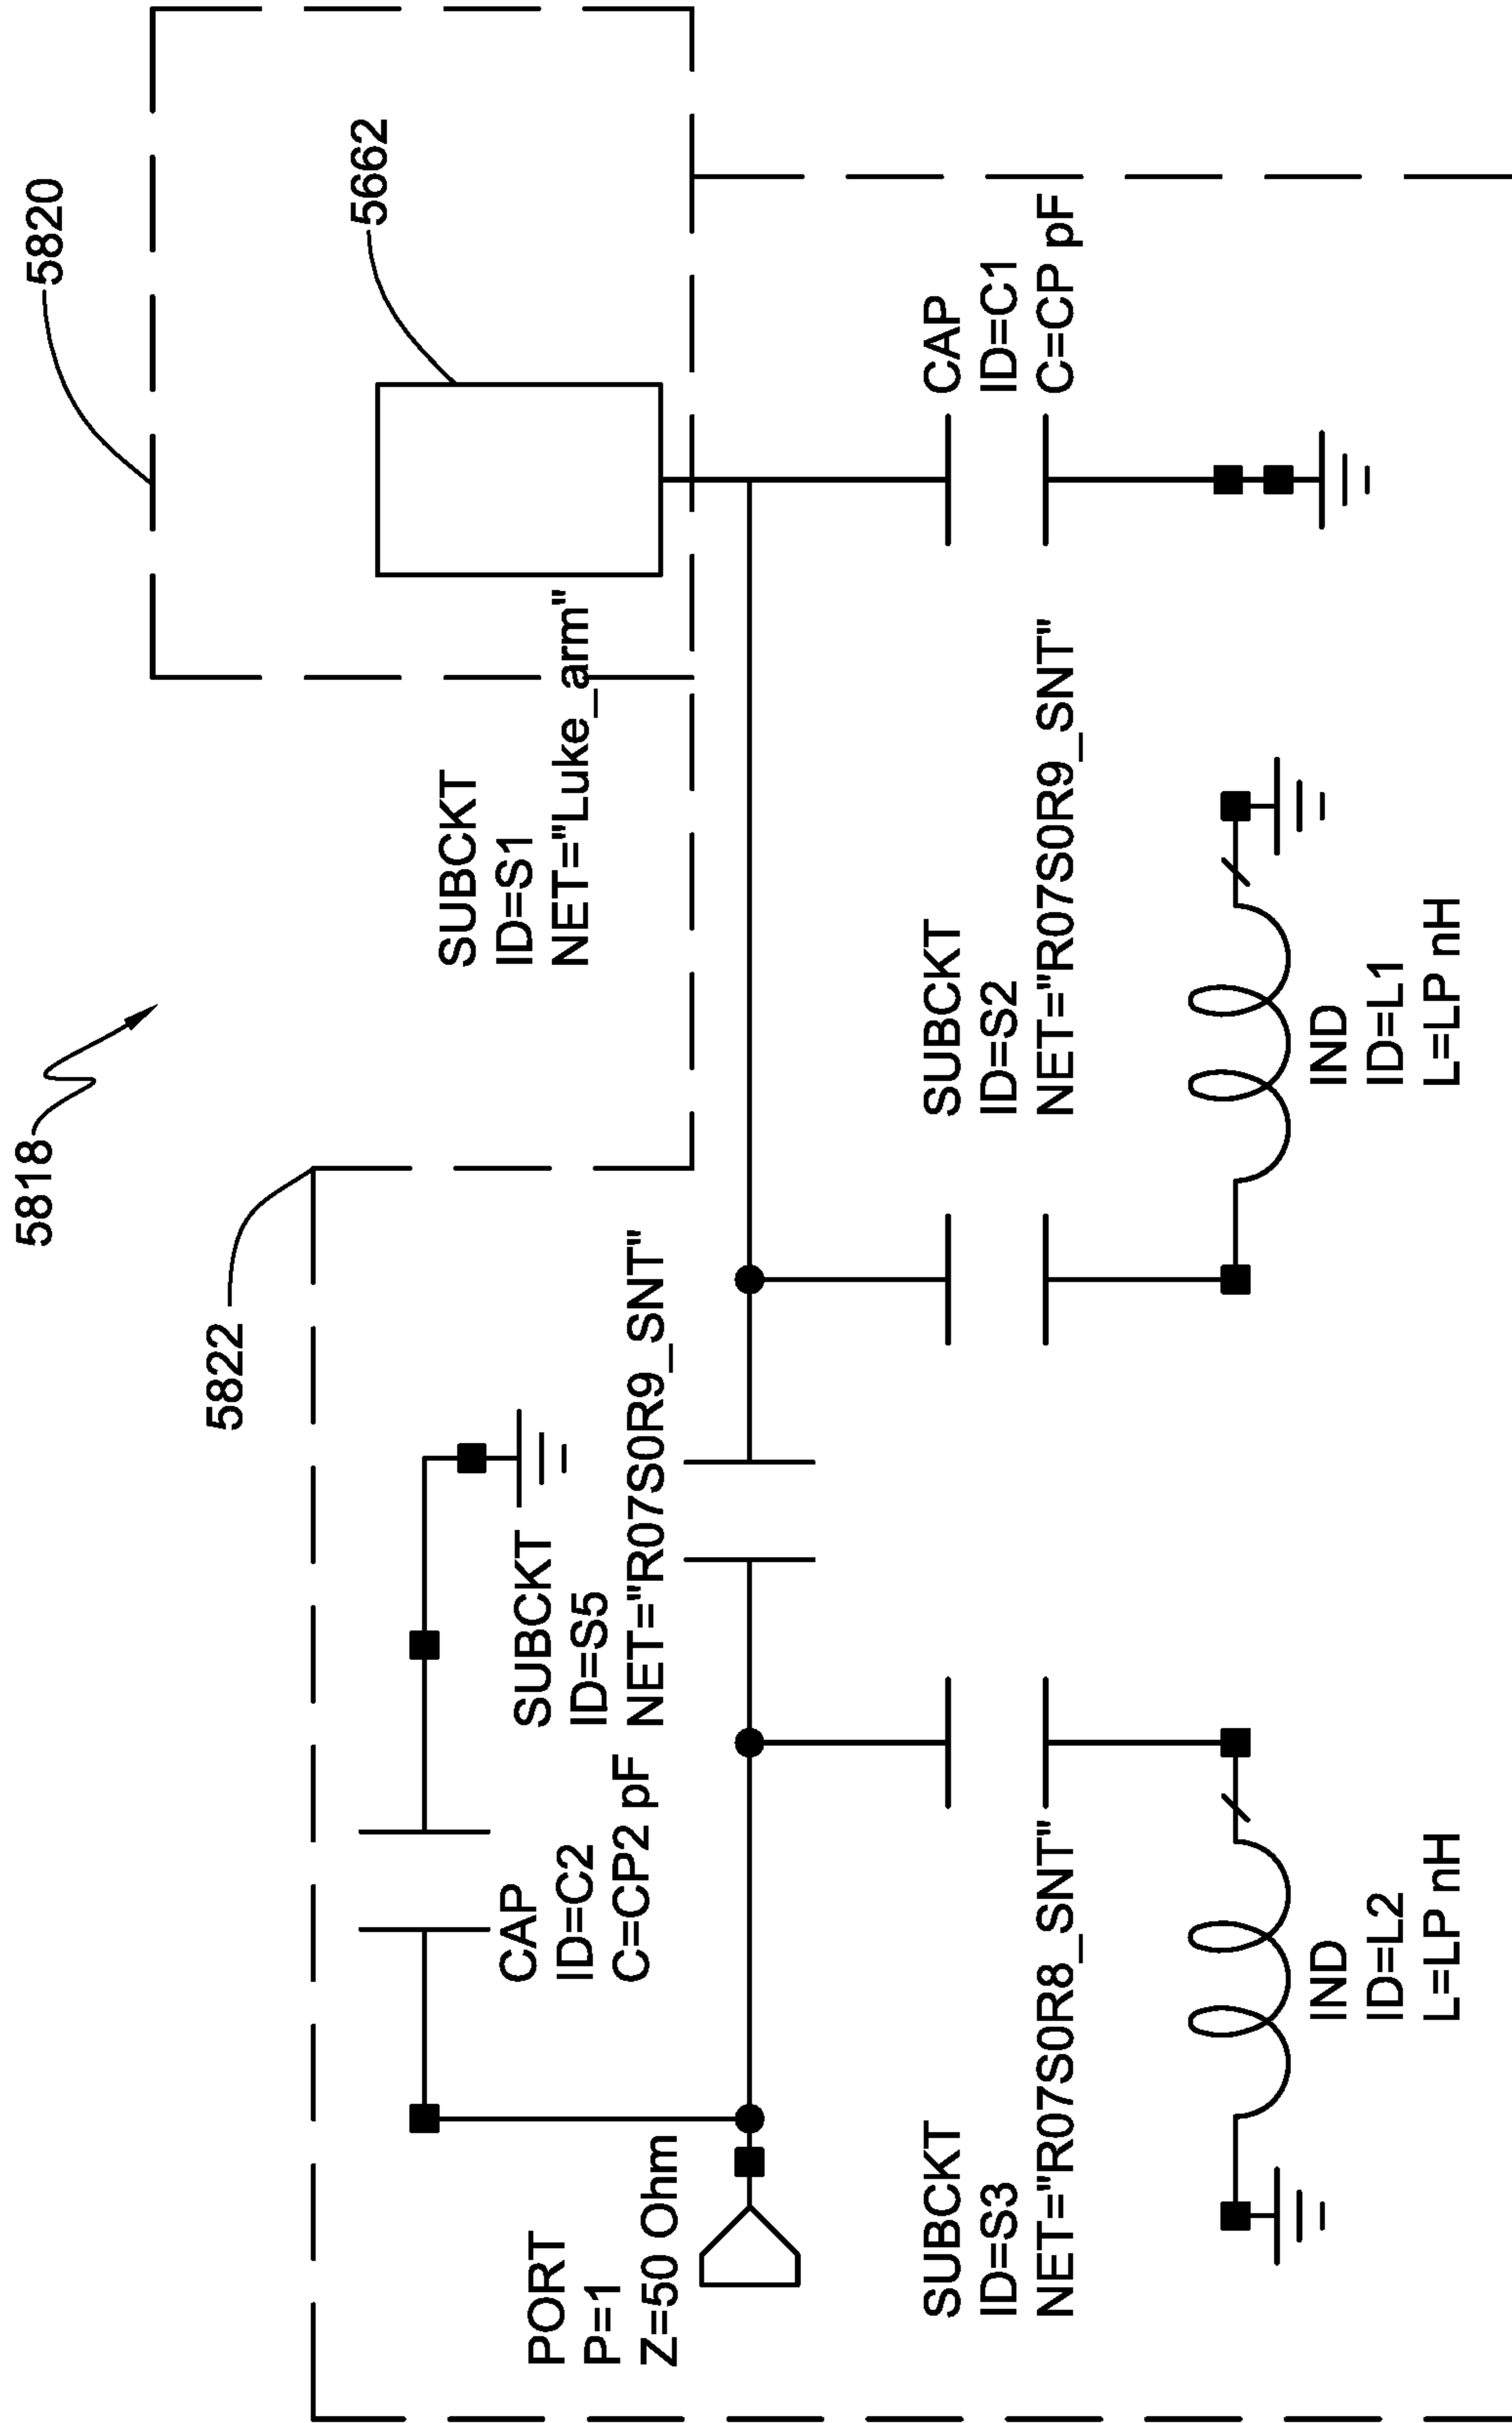 5818
5820
5822
5662
SUBCKT
ID=S1
NET="Luke_arm"
PORT
P=1
Z=50 Ohm
CAP
ID=C2
C=CP2 pF
SUBCKT
ID=S5
NET="R07S0R9_SNT"
SUBCKT
ID=S3
NET="R07S0R8_SNT"
SUBCKT
ID=S2
NET="R07S0R9_SNT"
CAP
ID=C1
C=CP pF
IND
ID=L2
L=LP nH
IND
ID=L1
L=LP nH